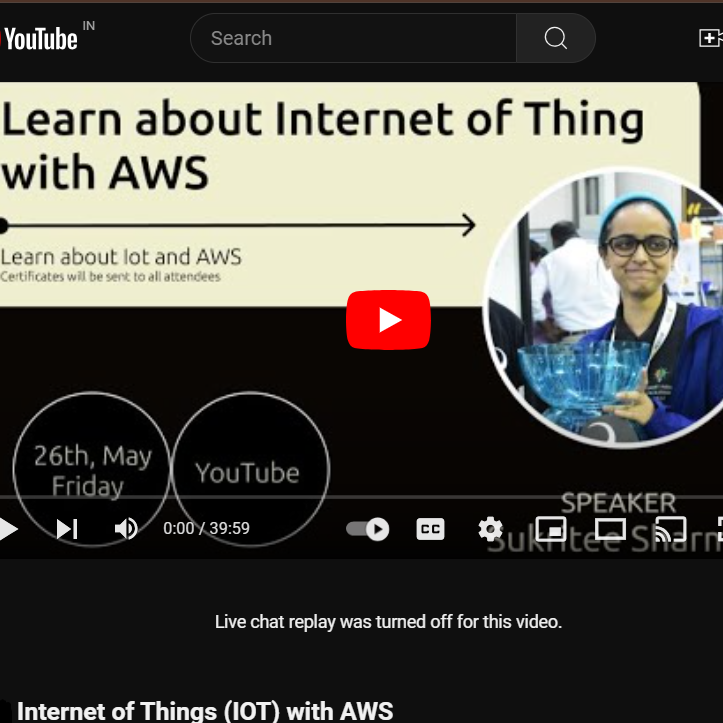 YouTube IN
Search
Learn about Internet of Thing
with AWS
Learn about Iot and AWS
Certificates will be sent to all attendees
26th, May
Friday
YouTube
SPEAKER
Sukritee Sharm
0:00 / 39:59
CC
Live chat replay was turned off for this video.
Internet of Things (IOT) with AWS